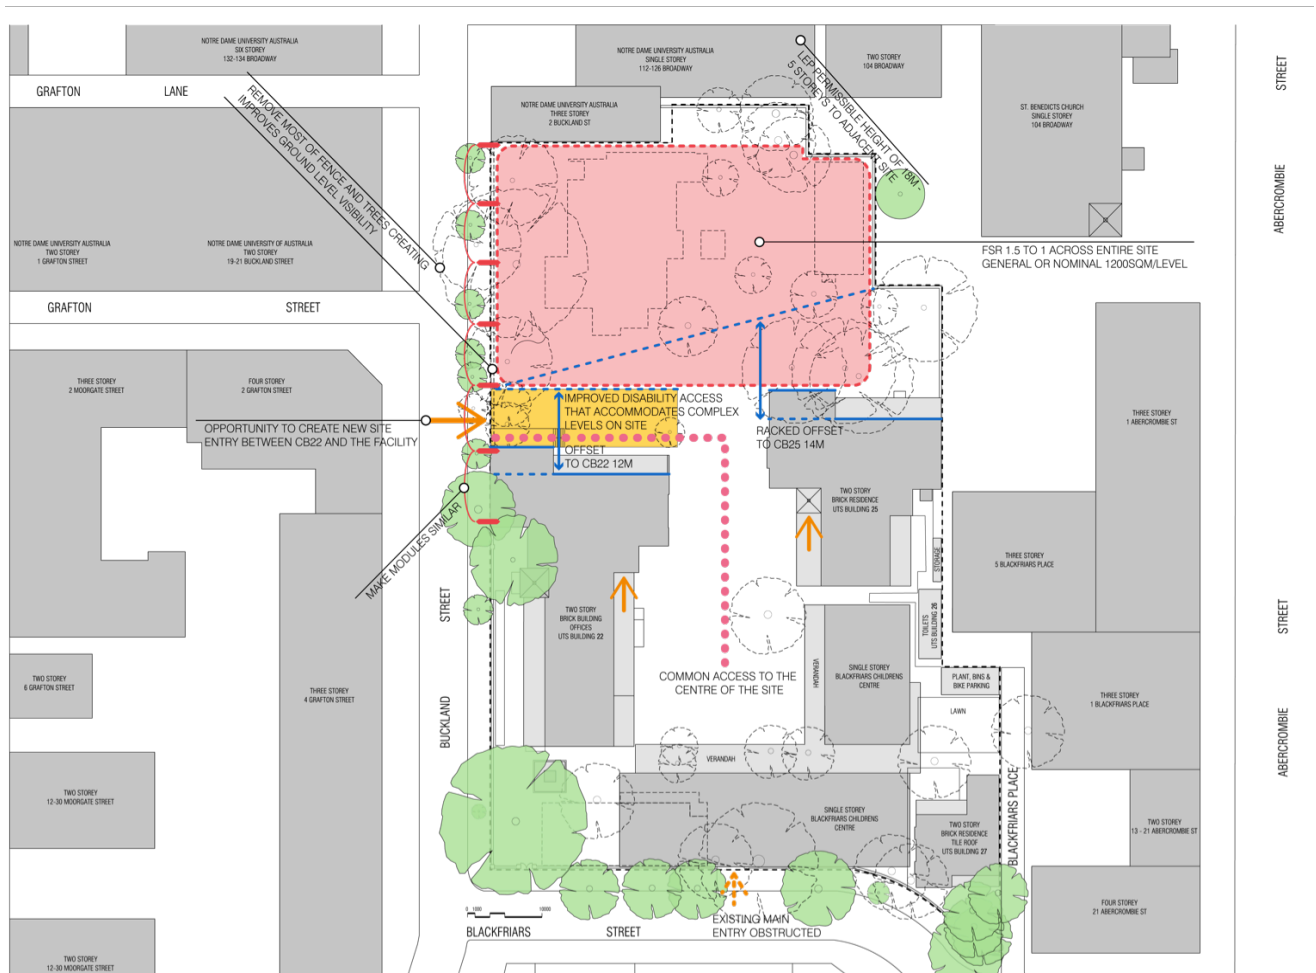 NOTRE DAME UNIVERSITY AUSTRALIA
SIX STOREY
132-134 BROADWAY
NOTRE DAME UNIVERSITY AUSTRALIA
SINGLE STOREY
112-126 BROADWAY
TWO STOREY
104 BROADWAY
STREET
GRAFTON
LANE
NOTRE DAME UNIVERSITY AUSTRALIA
THREE STOREY
2 BUCKLAND ST
ST. BENEDICTS CHURCH
SINGLE STOREY
104 BROADWAY
LEP PERMISSIBLE HEIGHT OF 18M -
5 STOREYS TO ADJACENT SITE
REMOVE MOST OF FENCE AND TREES CREATING
IMPROVES GROUND LEVEL VISIBILITY
ABERCROMBIE
NOTRE DAME UNIVERSITY AUSTRALIA
TWO STOREY
1 GRAFTON STREET
NOTRE DAME UNIVERSITY OF AUSTRALIA
TWO STOREY
19-21 BUCKLAND STREET
FSR 1.5 TO 1 ACROSS ENTIRE SITE
GENERAL OR NOMINAL 1200SQM/LEVEL
GRAFTON
STREET
THREE STOREY
2 MOORGATE STREET
FOUR STOREY
2 GRAFTON STREET
IMPROVED DISABILITY ACCESS
THAT ACCOMMODATES COMPLEX
LEVELS ON SITE
OPPORTUNITY TO CREATE NEW SITE
ENTRY BETWEEN CB22 AND THE FACILITY
OFFSET
TO CB22 12M
RACKED OFFSET
TO CB25 14M
THREE STOREY
1 ABERCROMBIE ST
TWO STORY
BRICK RESIDENCE
UTS BUILDING 25
MAKE MODULES SIMILAR
STORAGE
THREE STOREY
5 BLACKFRIARS PLACE
STREET
TWO STORY
BRICK BUILDING
OFFICES
UTS BUILDING 22
TOILETS
UTS BUILDING 26
STREET
TWO STOREY
6 GRAFTON STREET
THREE STOREY
4 GRAFTON STREET
COMMON ACCESS TO THE
CENTRE OF THE SITE
VERANDAH
SINGLE STOREY
BLACKFRIARS CHILDRENS
CENTRE
PLANT, BINS &
BIKE PARKING
LAWN
THREE STOREY
1 BLACKFRIARS PLACE
BUCKLAND
ABERCROMBIE
VERANDAH
TWO STOREY
12-30 MOORGATE STREET
SINGLE STOREY
BLACKFRIARS CHILDRENS
CENTRE
TWO STORY
BRICK RESIDENCE
TILE ROOF
UTS BUILDING 27
BLACKFRIARS PLACE
TWO STOREY
13 - 21 ABERCROMBIE ST
FOUR STOREY
21 ABERCROMBIE ST
0 1000 10000
BLACKFRIARS
STREET
EXISTING MAIN
ENTRY OBSTRUCTED
TWO STOREY
12-30 MOORGATE STREET